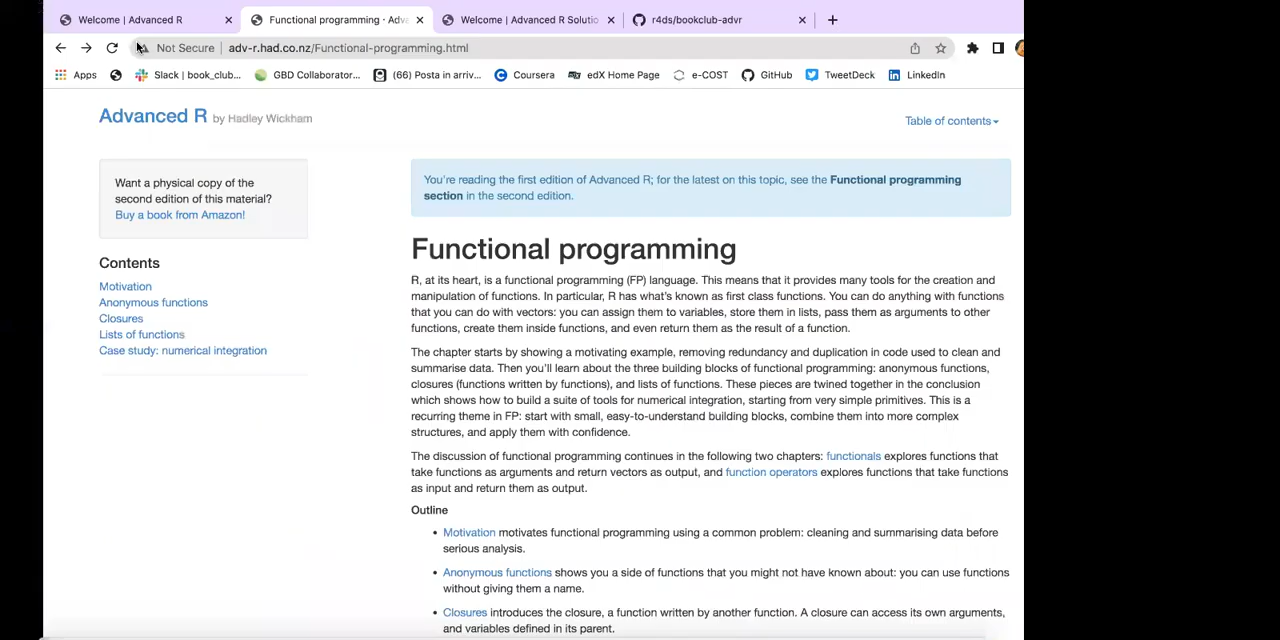 Welcome | Advanced R
Functional programming · Adva
Welcome | Advanced R Solutio
r4ds/bookclub-advr
Not Secure
adv-r.had.co.nz/Functional-programming.html
Apps
Slack | book_club...
GBD Collaborator...
(66) Posta in arriv...
Coursera
edX Home Page
e-COST
GitHub
TweetDeck
LinkedIn
Advanced R by Hadley Wickham
Table of contents
Want a physical copy of the
second edition of this material?
Buy a book from Amazon!
Contents
Motivation
Anonymous functions
Closures
Lists of functions
Case study: numerical integration
You're reading the first edition of Advanced R; for the latest on this topic, see the Functional programming
section in the second edition.
Functional programming
R, at its heart, is a functional programming (FP) language. This means that it provides many tools for the creation and
manipulation of functions. In particular, R has what's known as first class functions. You can do anything with functions
that you can do with vectors: you can assign them to variables, store them in lists, pass them as arguments to other
functions, create them inside functions, and even return them as the result of a function.
The chapter starts by showing a motivating example, removing redundancy and duplication in code used to clean and
summarise data. Then you'll learn about the three building blocks of functional programming: anonymous functions,
closures (functions written by functions), and lists of functions. These pieces are twined together in the conclusion
which shows how to build a suite of tools for numerical integration, starting from very simple primitives. This is a
recurring theme in FP: start with small, easy-to-understand building blocks, combine them into more complex
structures, and apply them with confidence.
The discussion of functional programming continues in the following two chapters: functionals explores functions that
take functions as arguments and return vectors as output, and function operators explores functions that take functions
as input and return them as output.
Outline
• Motivation motivates functional programming using a common problem: cleaning and summarising data before
serious analysis.
• Anonymous functions shows you a side of functions that you might not have known about: you can use functions
without giving them a name.
• Closures introduces the closure, a function written by another function. A closure can access its own arguments,
and variables defined in its parent.